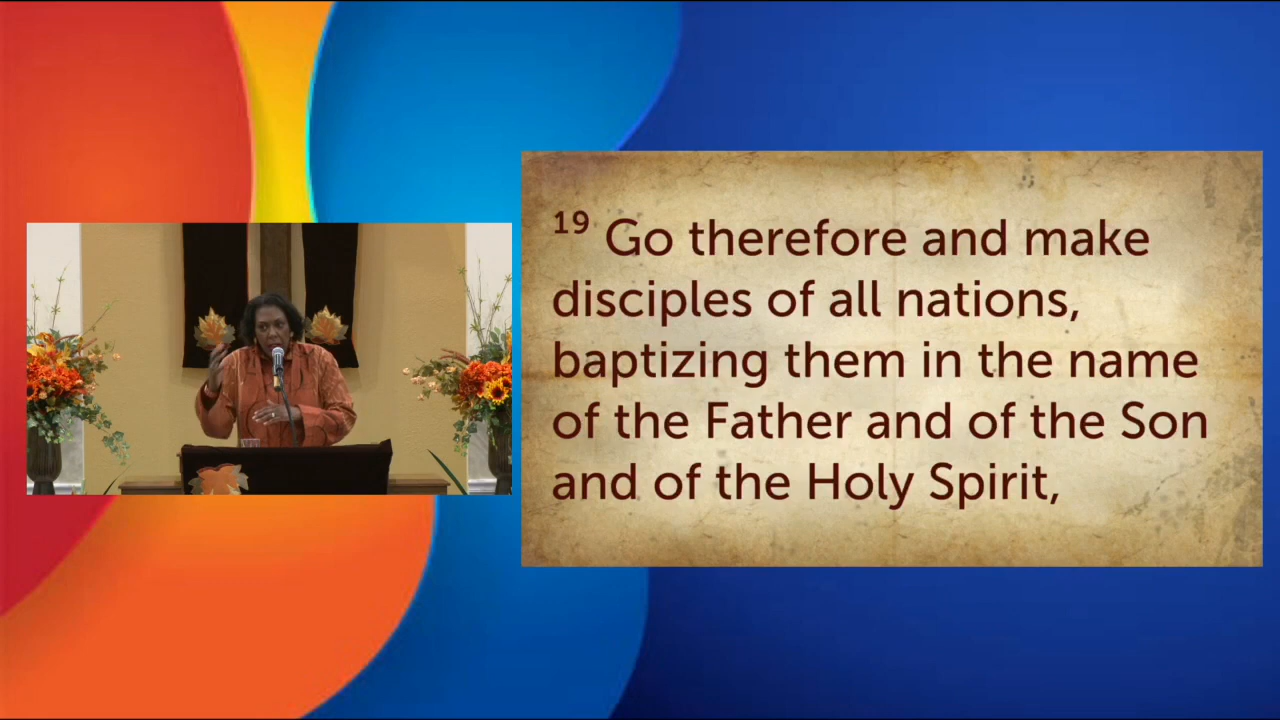 19 Go therefore and make
disciples of all nations,
baptizing them in the name
of the Father and of the Son
and of the Holy Spirit,